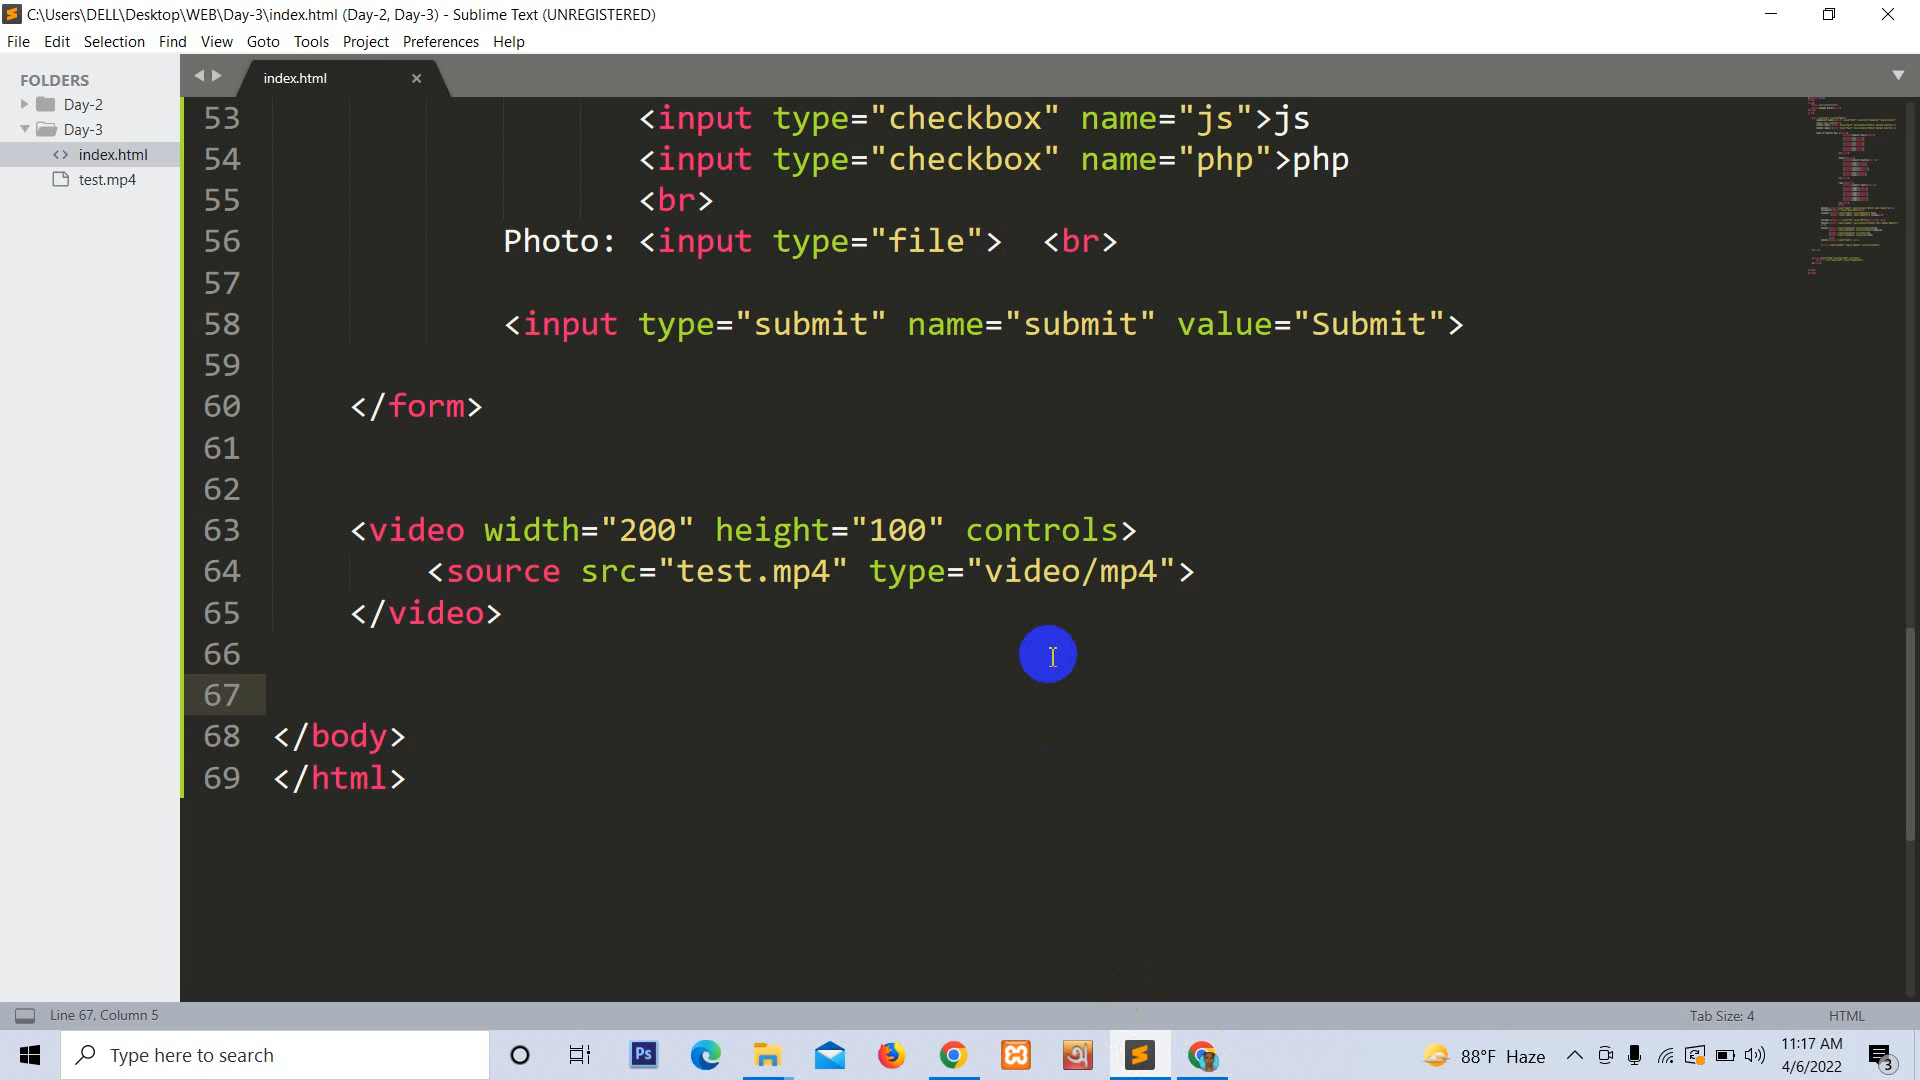 C:\Users\DELL\Desktop\WEB\Day-3\index.html (Day-2, Day-3) - Sublime Text (UNREGISTERED)
File Edit Selection Find View Goto Tools Project Preferences Help
FOLDERS
Day-2
Day-3
index.html
test.mp4
index.html
53 <input type="checkbox" name="js">js
54 <input type="checkbox" name="php">php
55 <br>
56 Photo: <input type="file"> <br>
57
58 <input type="submit" name="submit" value="Submit">
59
60 </form>
61
62
63 <video width="200" height="100" controls>
64 <source src="test.mp4" type="video/mp4">
65 </video>
66
67
68 </body>
69 </html>
Line 67, Column 5
Tab Size: 4 HTML
Type here to search
Ps
88°F Haze
11:17 AM
4/6/2022
3